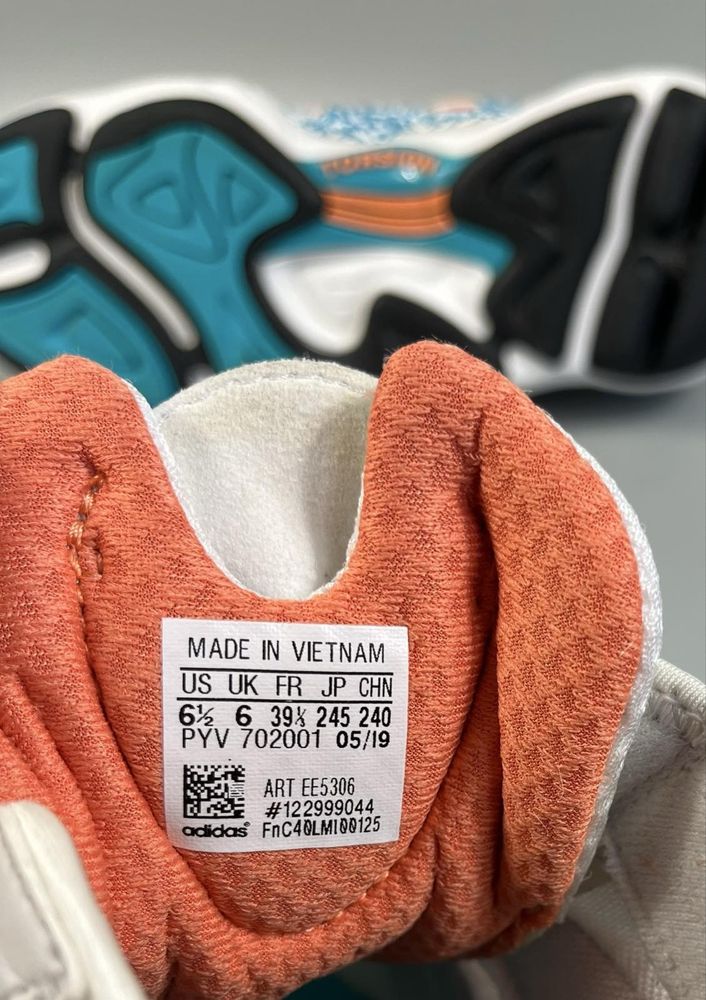 TORSION
MADE IN VIETNAM
US UK FR JP CHN
6½ 6 39⅓ 245 240
PYV 702001 05/19
ART EE5306
#122999044
adidas® FnC40LMI00125